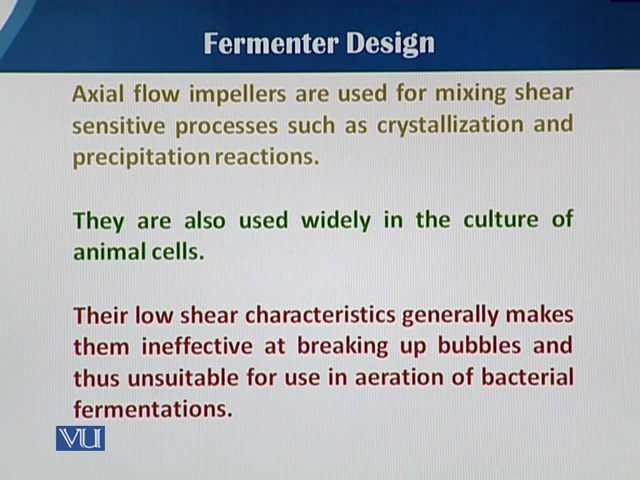 Fermenter Design
Axial flow impellers are used for mixing shear
sensitive processes such as crystallization and
precipitation reactions.
They are also used widely in the culture of
animal cells.
Their low shear characteristics generally makes
them ineffective at breaking up bubbles and
thus unsuitable for use in aeration of bacterial
fermentations.
VU